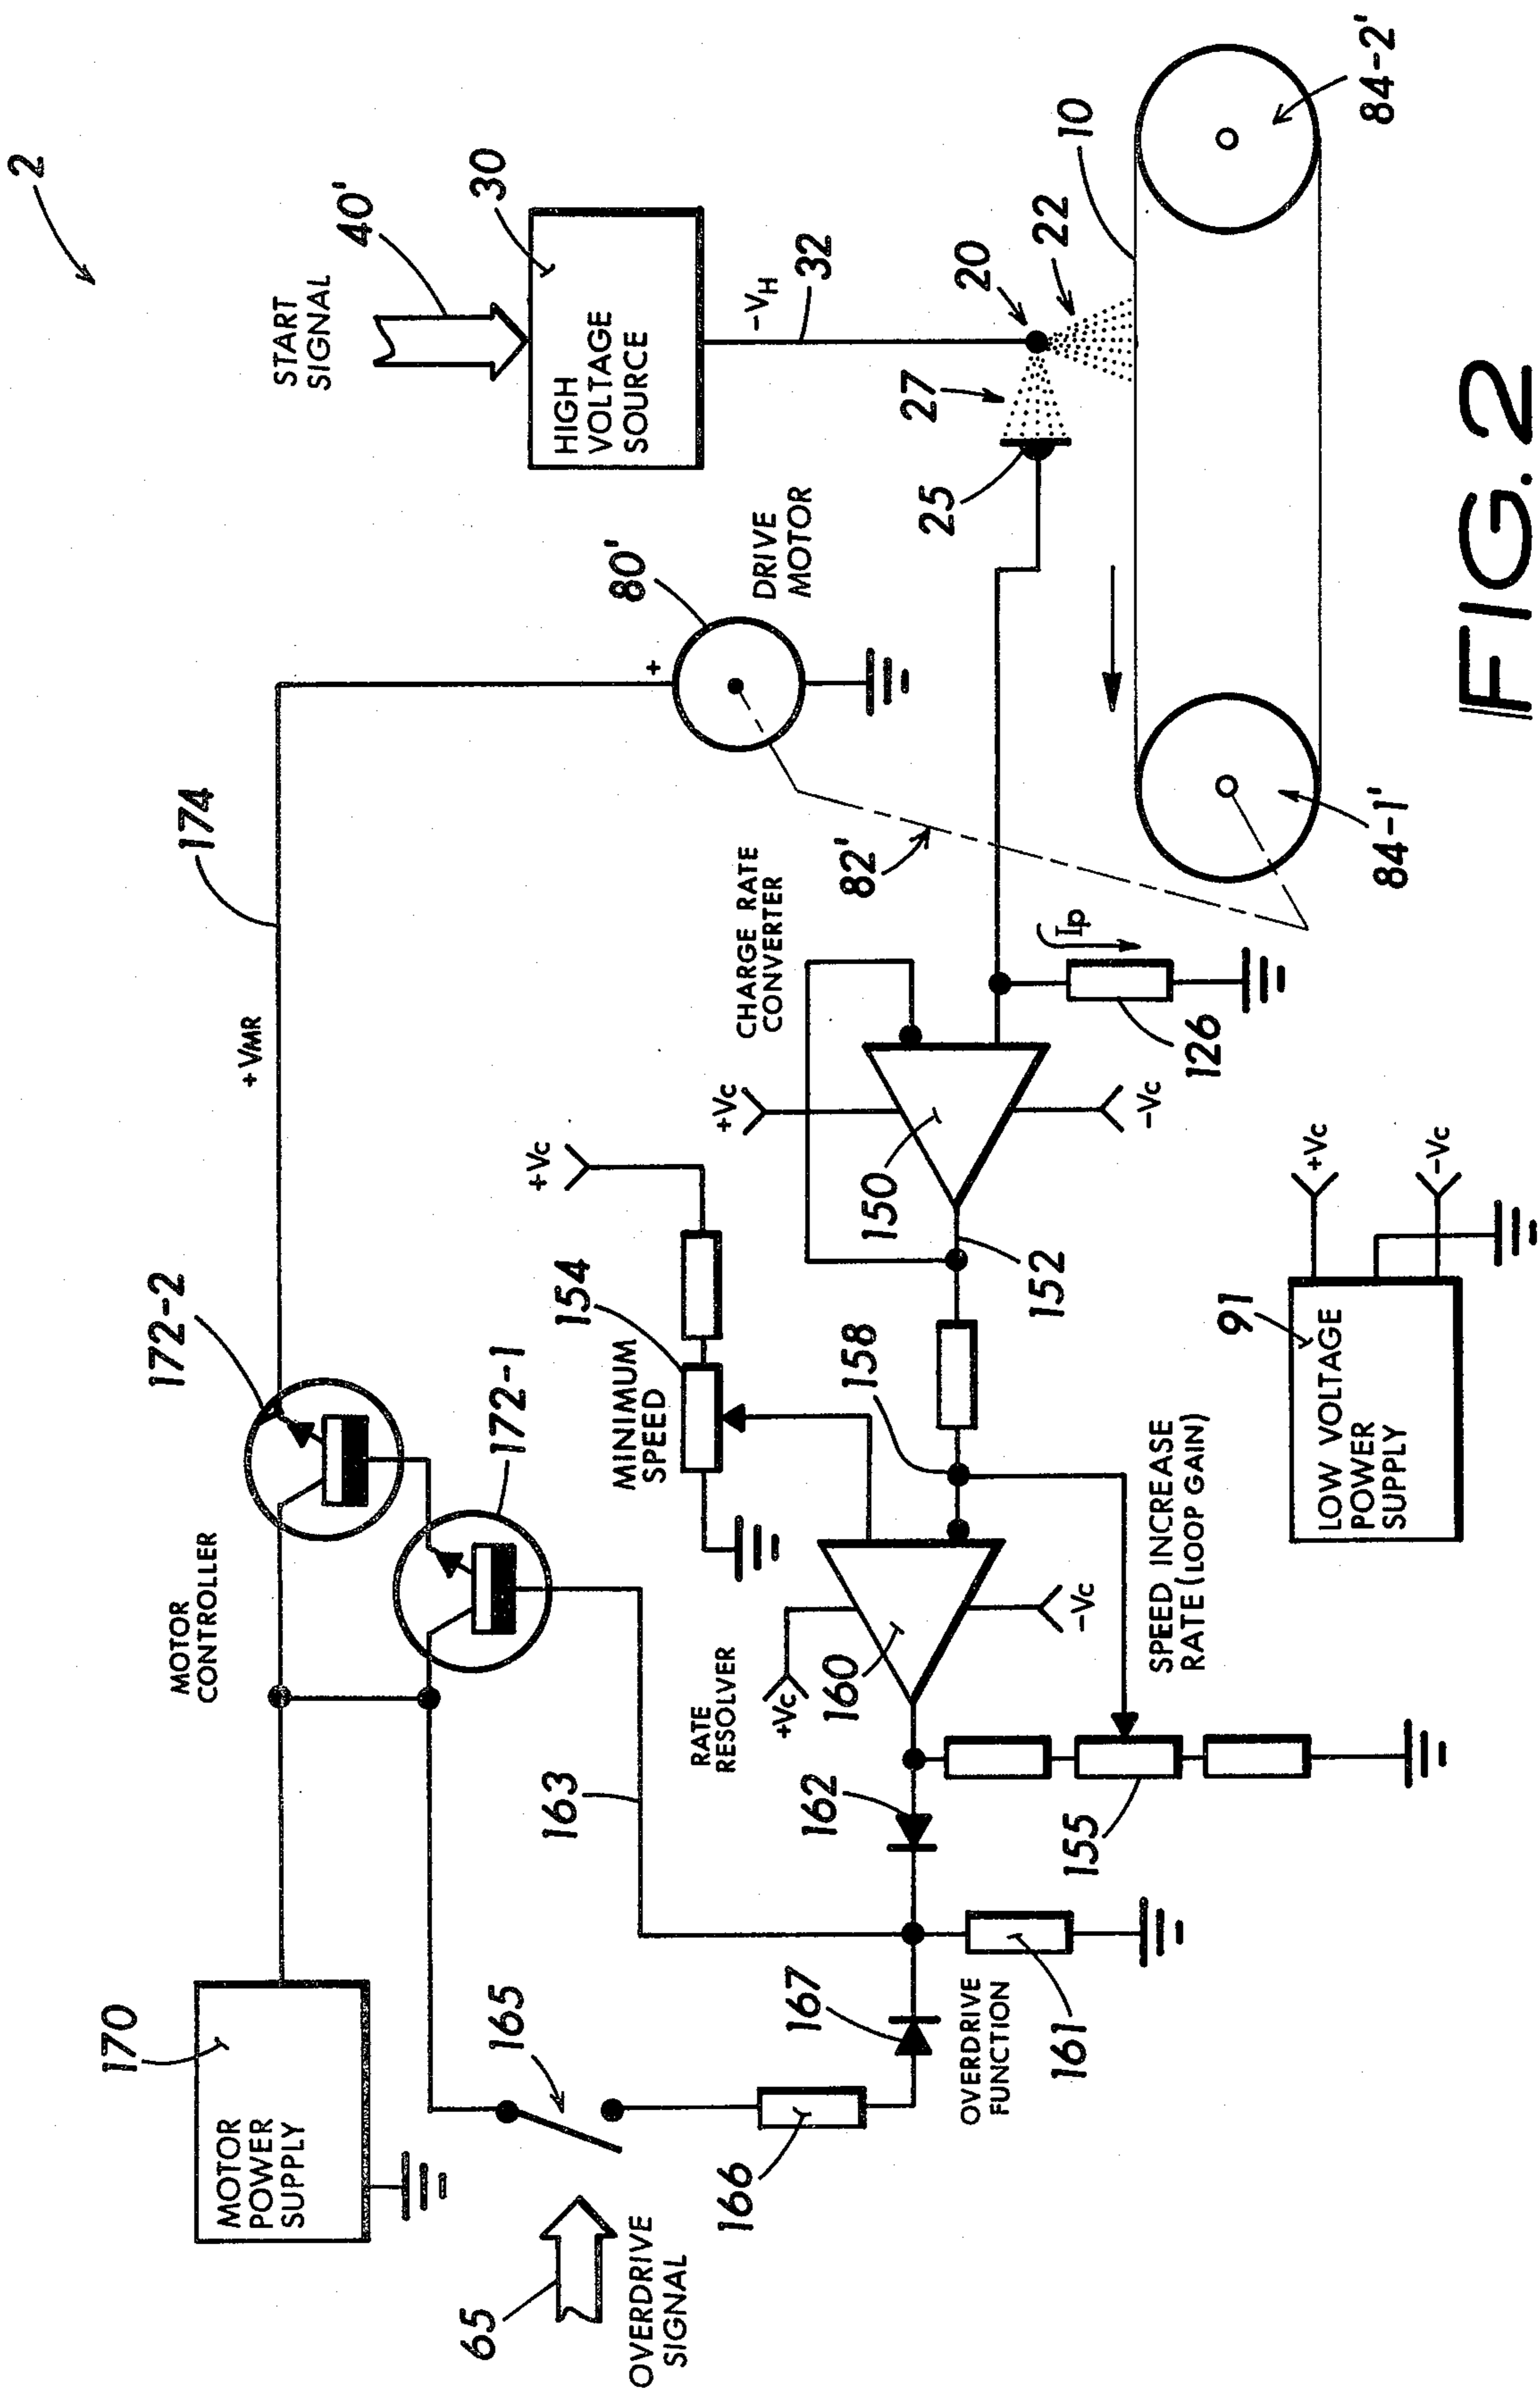 2
START
SIGNAL
40'
30
HIGH
VOLTAGE
SOURCE
-VH
32
20
22
10
27
25
84-2'
84-1'
80'
DRIVE
MOTOR
82'
174
+VMR
CHARGE RATE
CONVERTER
Ip
126
+Vc
-Vc
150
152
+Vc
154
MINIMUM
SPEED
158
172-2
172-1
MOTOR
CONTROLLER
RATE
RESOLVER
+Vc
160
-Vc
SPEED INCREASE
RATE (LOOP GAIN)
155
162
163
161
OVERDRIVE
FUNCTION
167
166
165
65
OVERDRIVE
SIGNAL
170
MOTOR
POWER
SUPPLY
91
LOW VOLTAGE
POWER
SUPPLY
+Vc
-Vc
FIG. 2